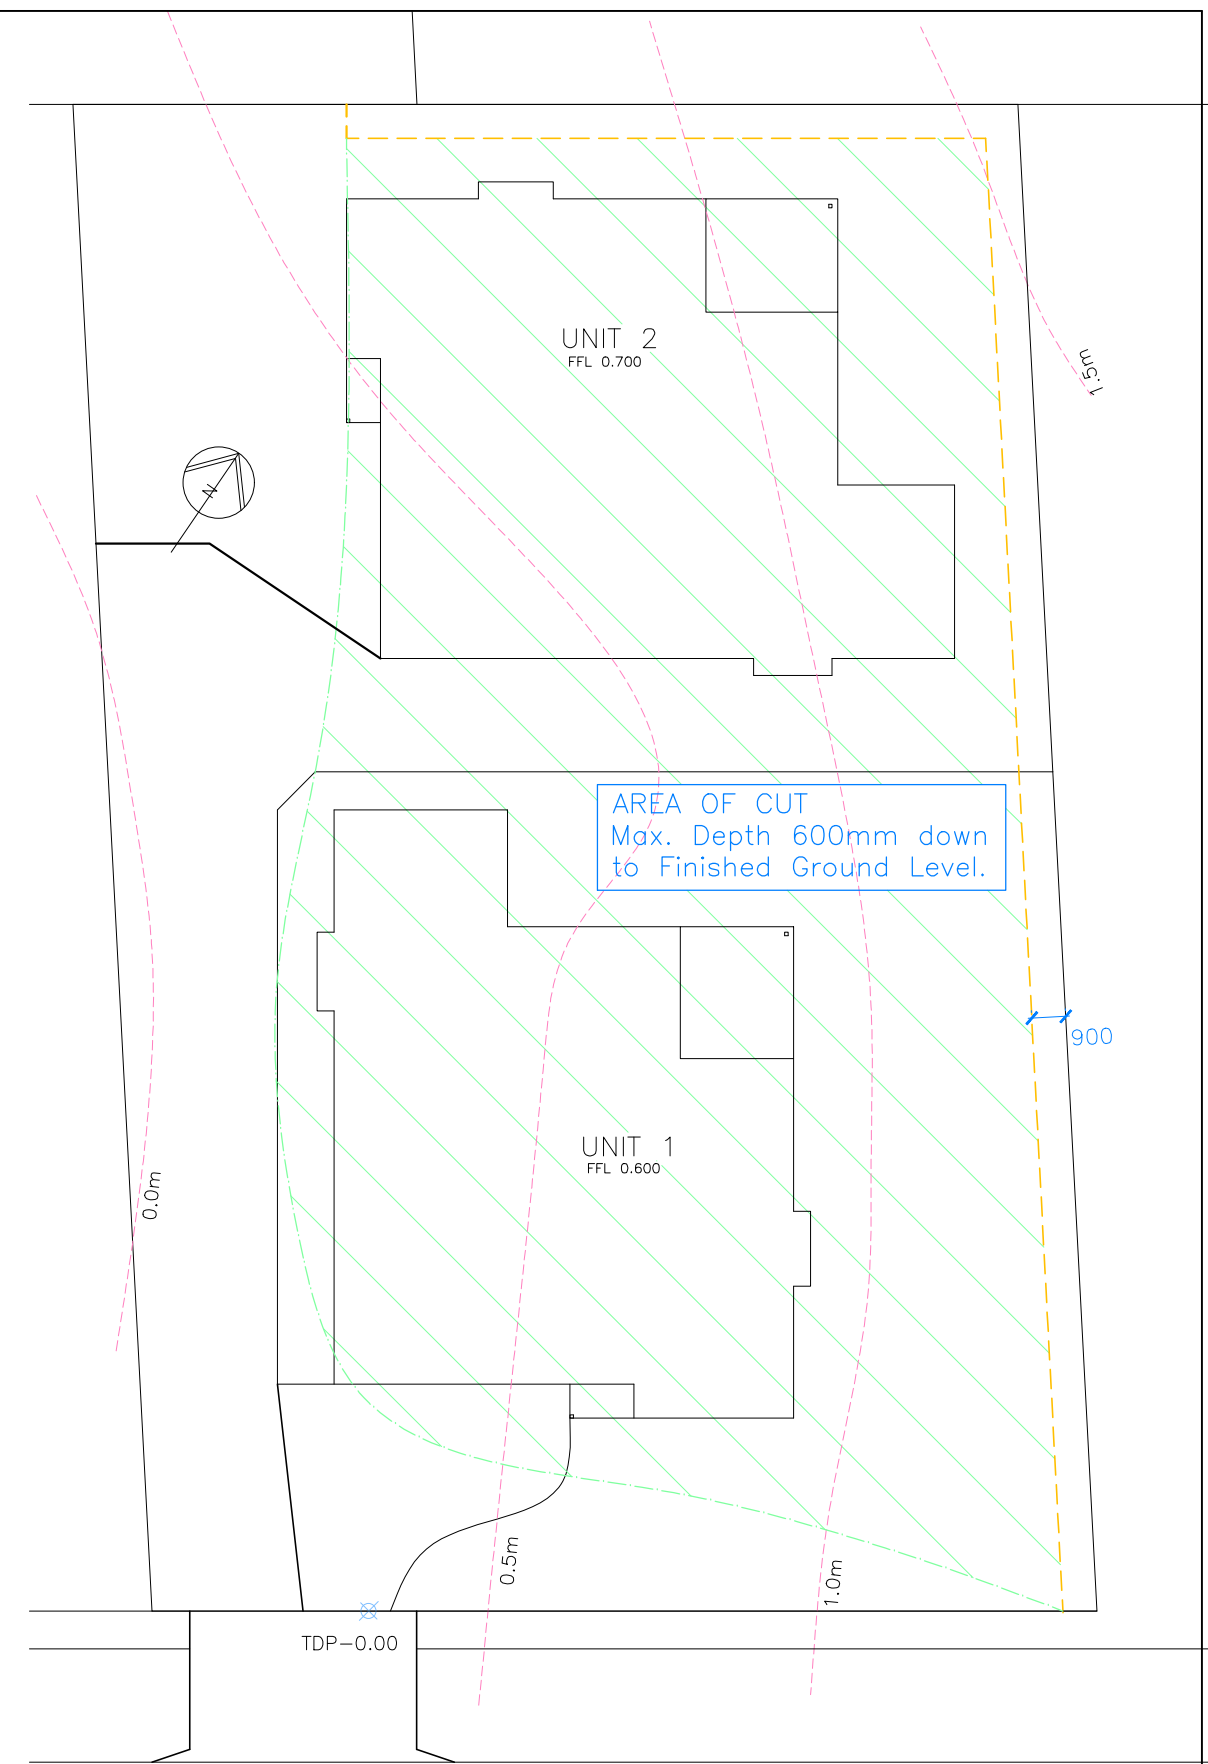 UNIT 2
FFL 0.700
1.5m
N
AREA OF CUT
Max. Depth 600mm down
to Finished Ground Level.
900
UNIT 1
FFL 0.600
0.0m
0.5m
1.0m
TDP-0.00